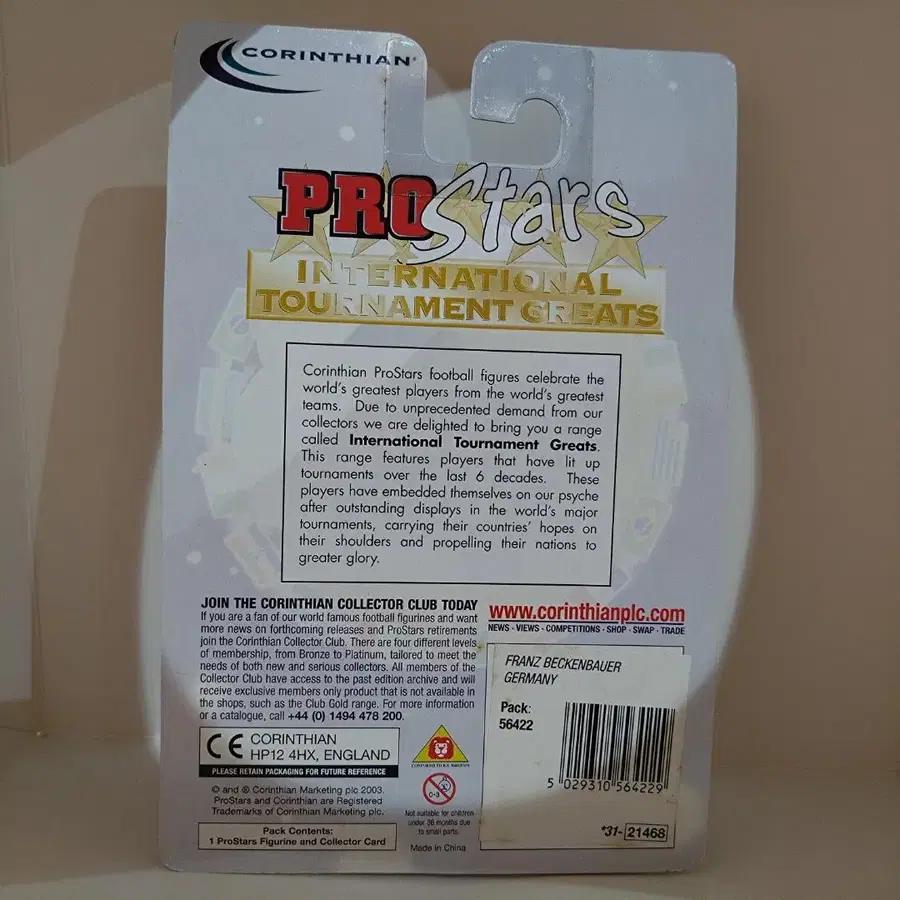 CORINTHIAN®
PROStars
INTERNATIONAL
TOURNAMENT GREATS
Corinthian ProStars football figures celebrate the
world's greatest players from the world's greatest
teams. Due to unprecedented demand from our
collectors we are delighted to bring you a range
called International Tournament Greats.
This range features players that have lit up
tournaments over the last 6 decades. These
players have embedded themselves on our psyche
after outstanding displays in the world's major
tournaments, carrying their countries' hopes on
their shoulders and propelling their nations to
greater glory.
JOIN THE CORINTHIAN COLLECTOR CLUB TODAY
If you are a fan of our world famous football figurines and want
more news on forthcoming releases and ProStars retirements
join the Corinthian Collector Club. There are four different levels
of membership, from Bronze to Platinum, tailored to meet the
needs of both new and serious collectors. All members of the
Collector Club have access to the past edition archive and will
receive exclusive members only product that is not available in
the shops, such as the Club Gold range. For more information
or a catalogue, call +44 (0) 1494 478 200.
CE CORINTHIAN
HP12 4HX, ENGLAND
PLEASE RETAIN PACKAGING FOR FUTURE REFERENCE
© and ® Corinthian Marketing plc 2003.
ProStars and Corinthian are Registered
Trademarks of Corinthian Marketing plc.
Pack Contents:
1 ProStars Figurine and Collector Card
0-3
Not suitable for children
under 36 months due
to small parts.
Made in China
www.corinthianplc.com
NEWS - VIEWS - COMPETITIONS - SHOP - SWAP - TRADE
FRANZ BECKENBAUER
GERMANY
Pack:
56422
5 029310 564229
*31- 21468